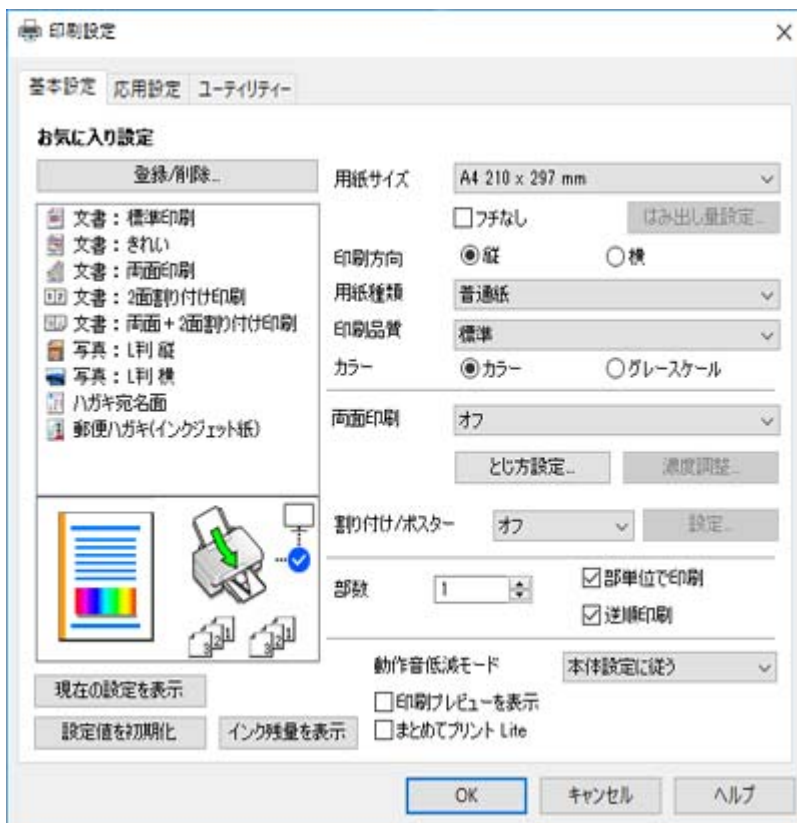 印刷設定
基本設定 応用設定 ユーティリティー
お気に入り設定
登録/削除...
文書：標準印刷
文書：きれい
文書：両面印刷
文書：2面割り付け印刷
文書：両面＋2面割り付け印刷
写真：L判 縦
写真：L判 横
ハガキ宛名面
郵便ハガキ(インクジェット紙)
現在の設定を表示
設定値を初期化 インク残量を表示
用紙サイズ A4 210 x 297 mm
フチなし はみ出し量設定...
印刷方向 縦 横
用紙種類 普通紙
印刷品質 標準
カラー カラー グレースケール
両面印刷 オフ
とじ方設定... 濃度調整...
割り付け/ポスター オフ 設定...
部数 1 部単位で印刷
逆順印刷
動作音低減モード 本体設定に従う
印刷プレビューを表示
まとめてプリント Lite
OK キャンセル ヘルプ